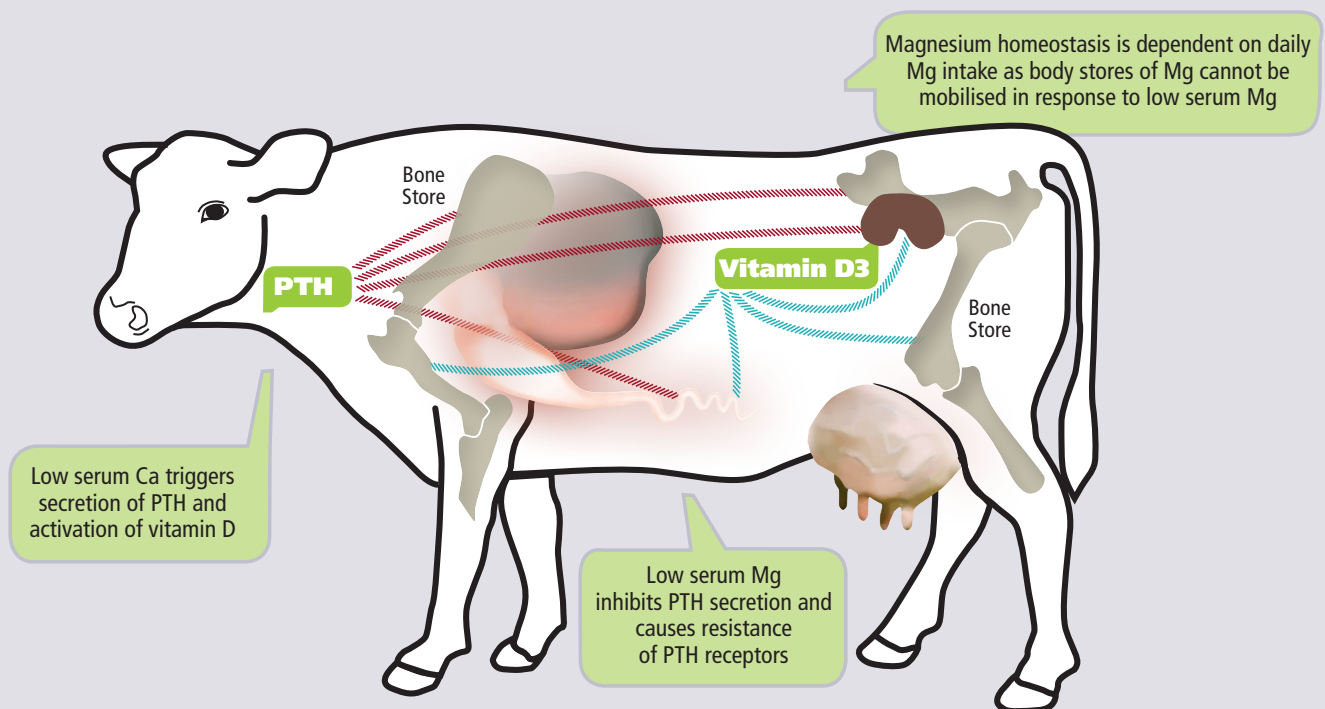 Magnesium homeostasis is dependent on daily
Mg intake as body stores of Mg cannot be
mobilised in response to low serum Mg
Bone
Store
PTH
Vitamin D3
Bone
Store
Low serum Ca triggers
secretion of PTH and
activation of vitamin D
Low serum Mg
inhibits PTH secretion and
causes resistance
of PTH receptors